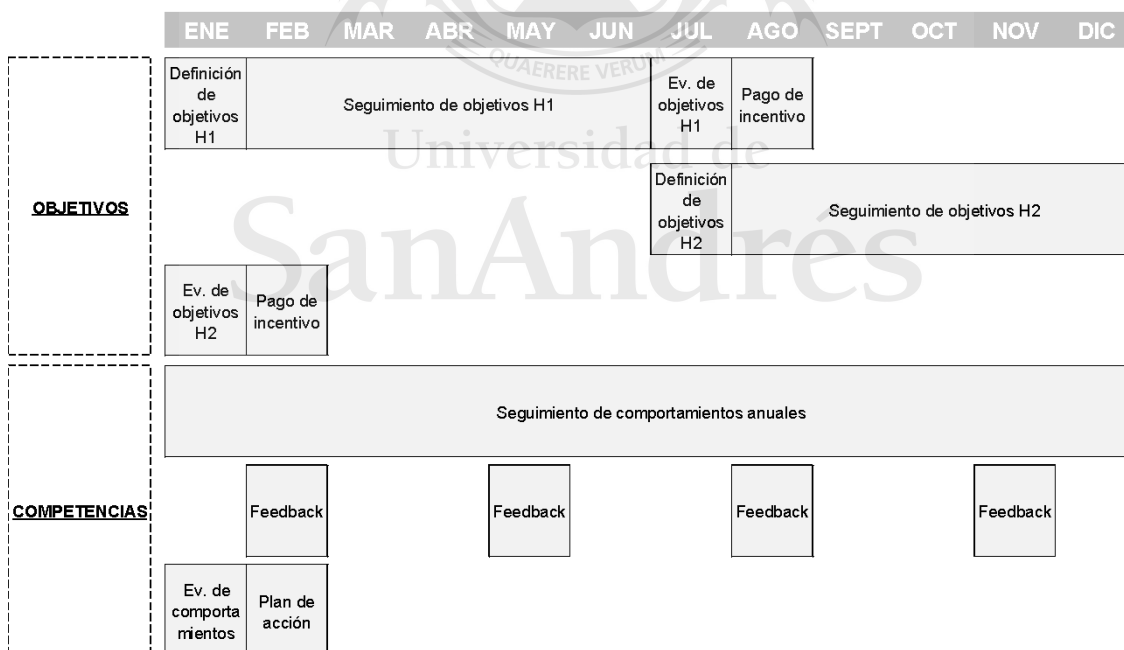 ENE FEB MAR ABR MAY JUN JUL AGO SEPT OCT NOV DIC
QUAERERE VERUM
Universidad de
SanAndrés
OBJETIVOS
Definición
de
objetivos
H1
Seguimiento de objetivos H1
Ev. de
objetivos
H1
Pago de
incentivo
Definición
de
objetivos
H2
Seguimiento de objetivos H2
Ev. de
objetivos
H2
Pago de
incentivo
COMPETENCIAS
Seguimiento de comportamientos anuales
Feedback
Feedback
Feedback
Feedback
Ev. de
comporta
mientos
Plan de
acción